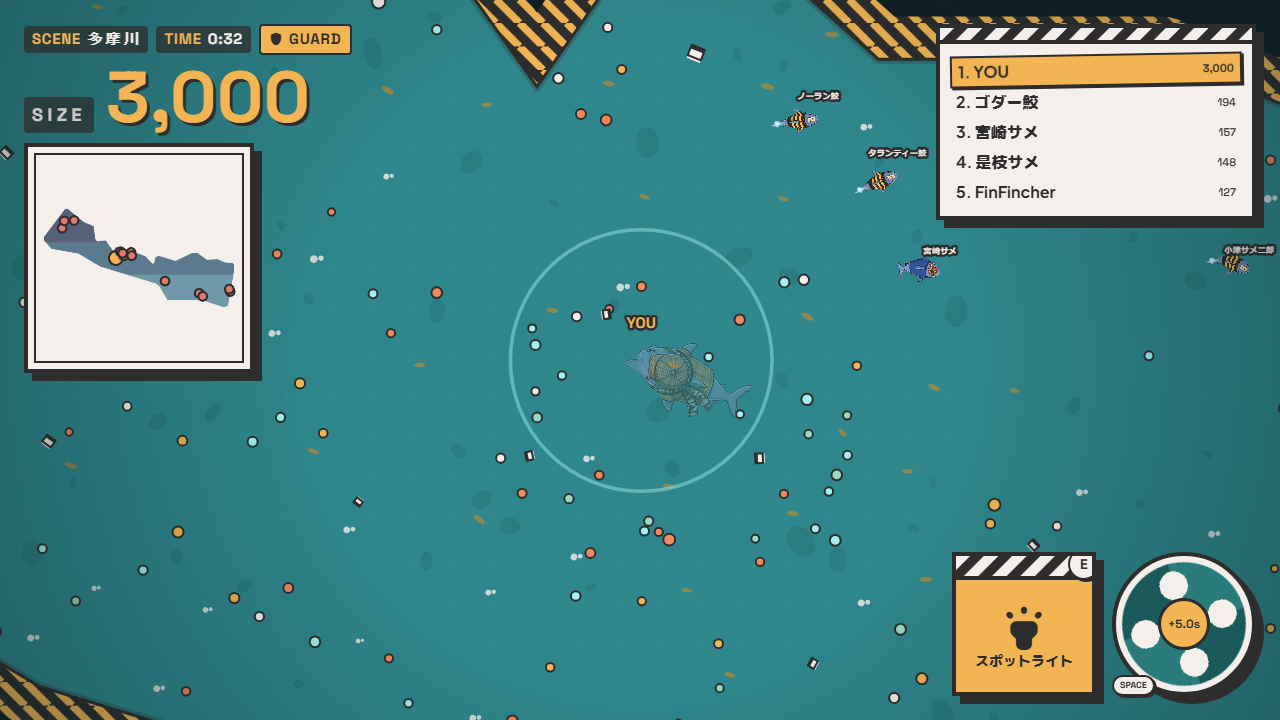 SCENE 多摩川 TIME 0:32 GUARD
SIZE 3,000
1. YOU 3,000
2. ゴダー鮫 194
3. 宮崎サメ 157
4. 是枝サメ 148
5. FinFincher 127
ノーラン鮫
タランティー鮫
宮崎サメ
小津サメ二郎
YOU
E
スポットライト
+5.0s
SPACE